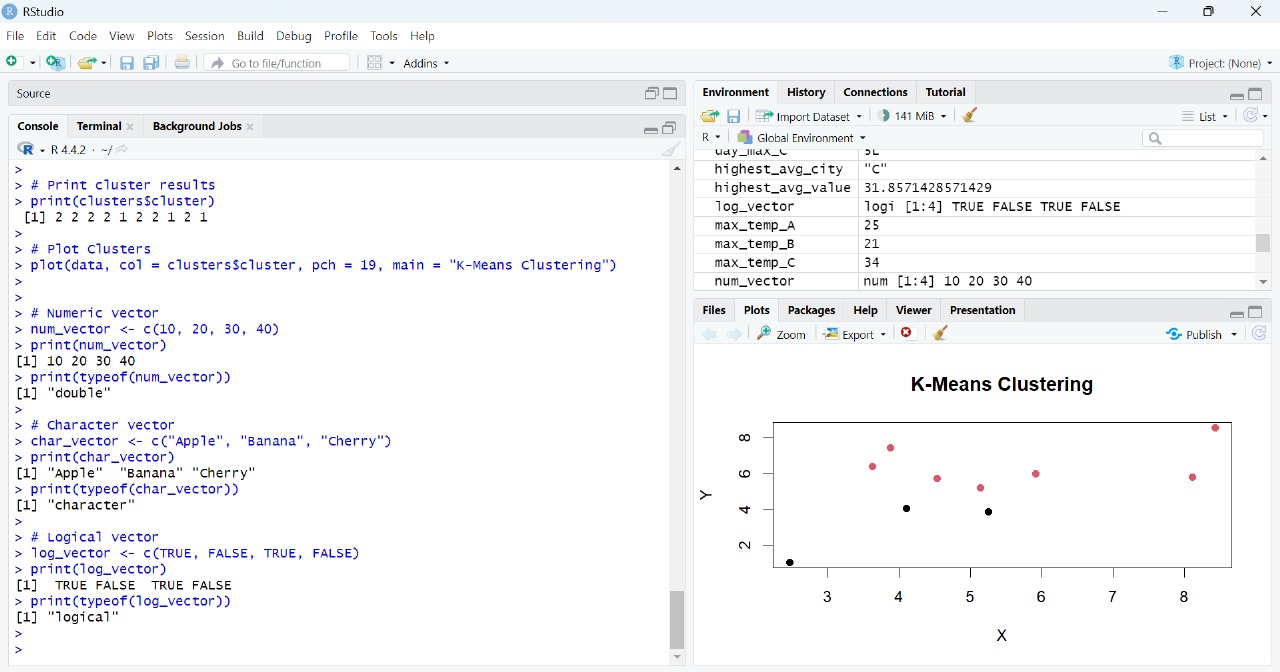 RStudio
File Edit Code View Plots Session Build Debug Profile Tools Help
Go to file/function Addins Project: (None)
Source
Console Terminal Background Jobs
R 4.4.2 · ~/
>
> # Print cluster results
> print(clusters$cluster)
[1] 2 2 2 2 1 2 2 1 2 1
>
> # Plot Clusters
> plot(data, col = clusters$cluster, pch = 19, main = "K-Means Clustering")
>
>
> # Numeric vector
> num_vector <- c(10, 20, 30, 40)
> print(num_vector)
[1] 10 20 30 40
> print(typeof(num_vector))
[1] "double"
>
> # Character vector
> char_vector <- c("Apple", "Banana", "Cherry")
> print(char_vector)
[1] "Apple"  "Banana" "Cherry"
> print(typeof(char_vector))
[1] "character"
>
> # Logical vector
> log_vector <- c(TRUE, FALSE, TRUE, FALSE)
> print(log_vector)
[1]  TRUE FALSE  TRUE FALSE
> print(typeof(log_vector))
[1] "logical"
>
>
Environment History Connections Tutorial
Import Dataset 141 MiB List
R Global Environment
day_max_C 5L
highest_avg_city "C"
highest_avg_value 31.8571428571429
log_vector logi [1:4] TRUE FALSE TRUE FALSE
max_temp_A 25
max_temp_B 21
max_temp_C 34
num_vector num [1:4] 10 20 30 40
Files Plots Packages Help Viewer Presentation
Zoom Export Publish
K-Means Clustering
8
6
4
2
Y
3 4 5 6 7 8
X